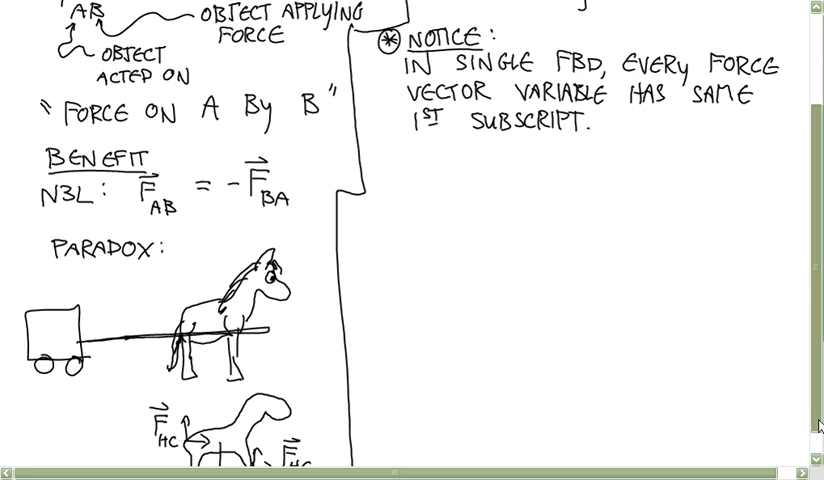 AB
OBJECT APPLYING
FORCE
OBJECT
ACTED ON
"FORCE ON A BY B"
BENEFIT
N3L: F AB = -F BA
PARADOX:
F HC
F HG
* NOTICE:
IN SINGLE FBD, EVERY FORCE
VECTOR VARIABLE HAS SAME
1ST SUBSCRIPT.